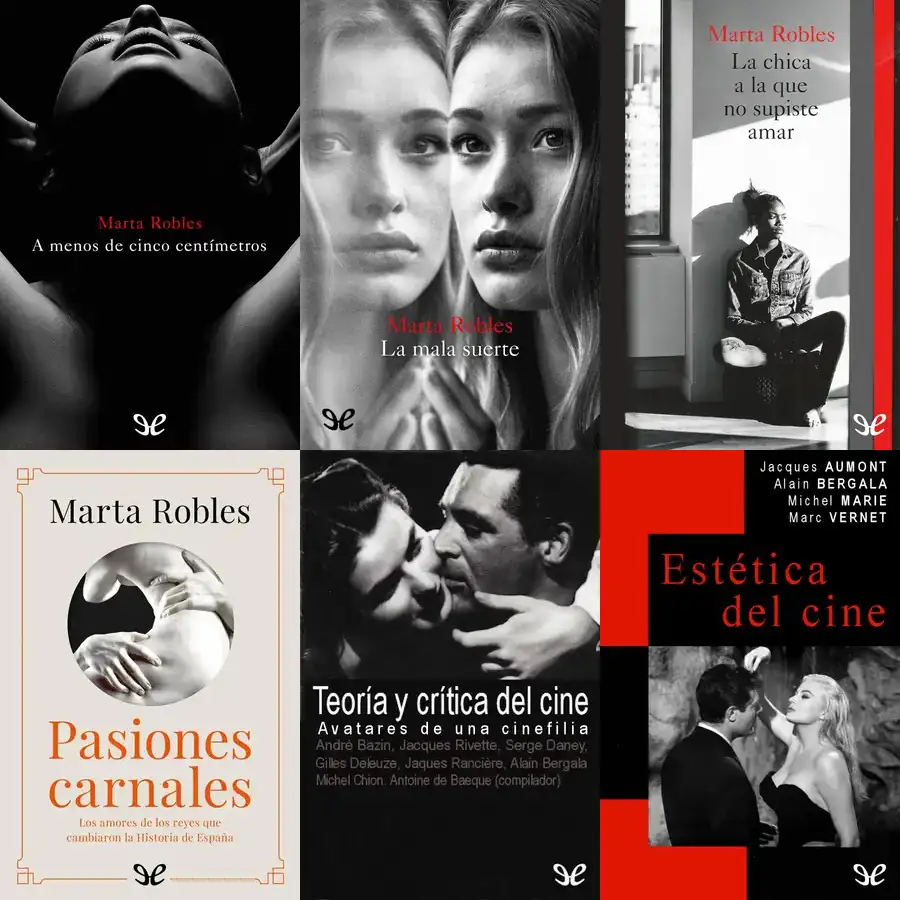 Marta Robles
A menos de cinco centímetros
Marta Robles
La mala suerte
Marta Robles
La chica
a la que
no supiste
amar
Marta Robles
Pasiones
carnales
Los amores de los reyes que
cambiaron la Historia de España
Teoría y crítica del cine
Avatares de una cinefilia
André Bazin, Jacques Rivette, Serge Daney,
Gilles Deleuze, Jaques Rancière, Alain Bergala
Michel Chion. Antoine de Baeque (compilador)
Jacques AUMONT
Alain BERGALA
Michel MARIE
Marc VERNET
Estética
del cine